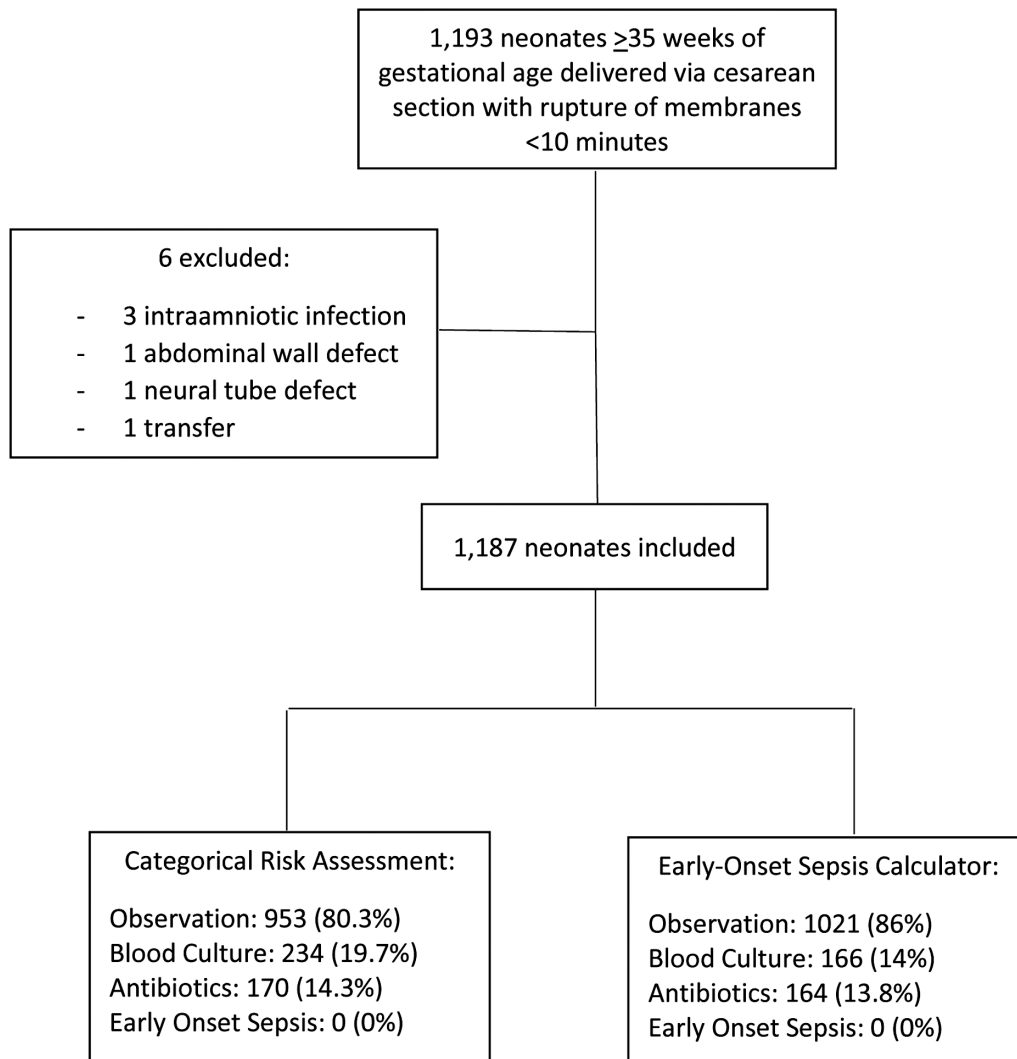 1,193 neonates ≥35 weeks of
gestational age delivered via cesarean
section with rupture of membranes
<10 minutes
6 excluded:
- 3 intraamniotic infection
- 1 abdominal wall defect
- 1 neural tube defect
- 1 transfer
1,187 neonates included
Categorical Risk Assessment:
Observation: 953 (80.3%)
Blood Culture: 234 (19.7%)
Antibiotics: 170 (14.3%)
Early Onset Sepsis: 0 (0%)
Early-Onset Sepsis Calculator:
Observation: 1021 (86%)
Blood Culture: 166 (14%)
Antibiotics: 164 (13.8%)
Early Onset Sepsis: 0 (0%)